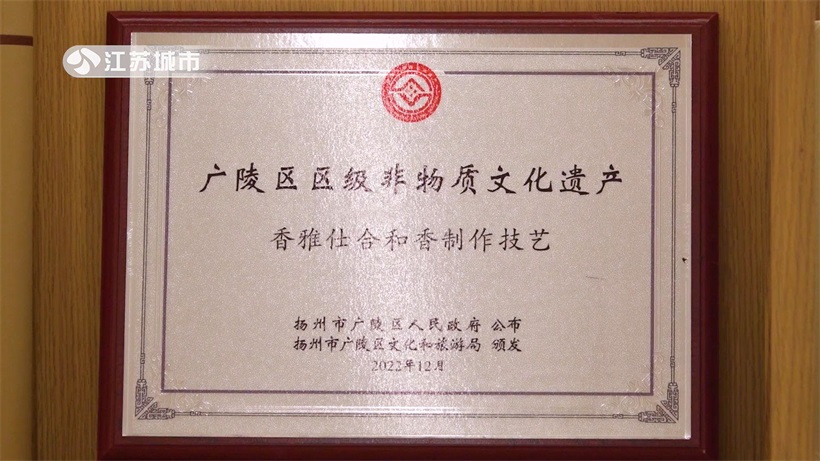 江苏城市
广陵区区级非物质文化遗产
香雅仕合和香制作技艺
扬州市广陵区人民政府 公布
扬州市广陵区文化和旅游局 颁发
2022年12月